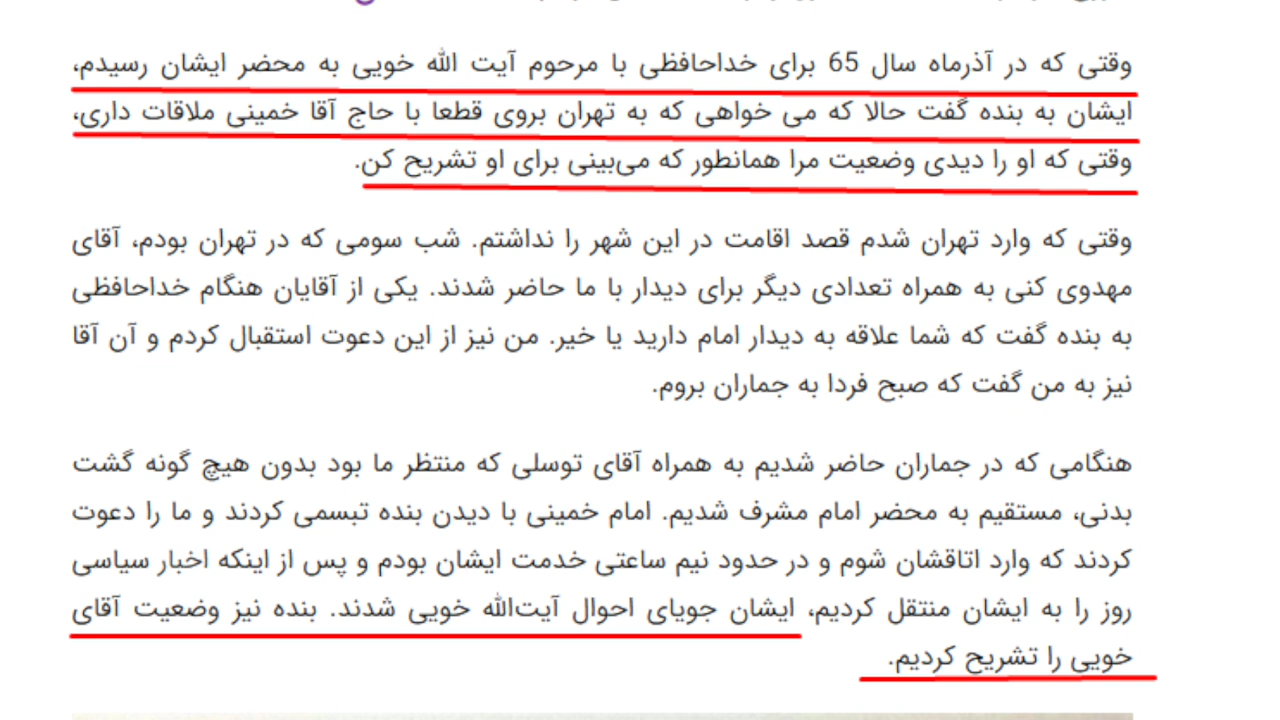 وقتی که در آذرماه سال 65 برای خداحافظی با مرحوم آیت الله خویی به محضر ایشان رسیدم،
ایشان به بنده گفت حالا که می خواهی که به تهران بروی قطعا با حاج آقا خمینی ملاقات داری،
وقتی که او را دیدی وضعیت مرا همانطور که می‌بینی برای او تشریح کن.
وقتی که وارد تهران شدم قصد اقامت در این شهر را نداشتم. شب سومی که در تهران بودم، آقای
مهدوی کنی به همراه تعدادی دیگر برای دیدار با ما حاضر شدند. یکی از آقایان هنگام خداحافظی
به بنده گفت که شما علاقه به دیدار امام دارید یا خیر. من نیز از این دعوت استقبال کردم و آن آقا
نیز به من گفت که صبح فردا به جماران بروم.
هنگامی که در جماران حاضر شدیم به همراه آقای توسلی که منتظر ما بود بدون هیچ گونه گشت
بدنی، مستقیم به محضر امام مشرف شدیم. امام خمینی با دیدن بنده تبسمی کردند و ما را دعوت
کردند که وارد اتاقشان شوم و در حدود نیم ساعتی خدمت ایشان بودم و پس از اینکه اخبار سیاسی
روز را به ایشان منتقل کردیم، ایشان جویای احوال آیت‌الله خویی شدند. بنده نیز وضعیت آقای
خویی را تشریح کردیم.